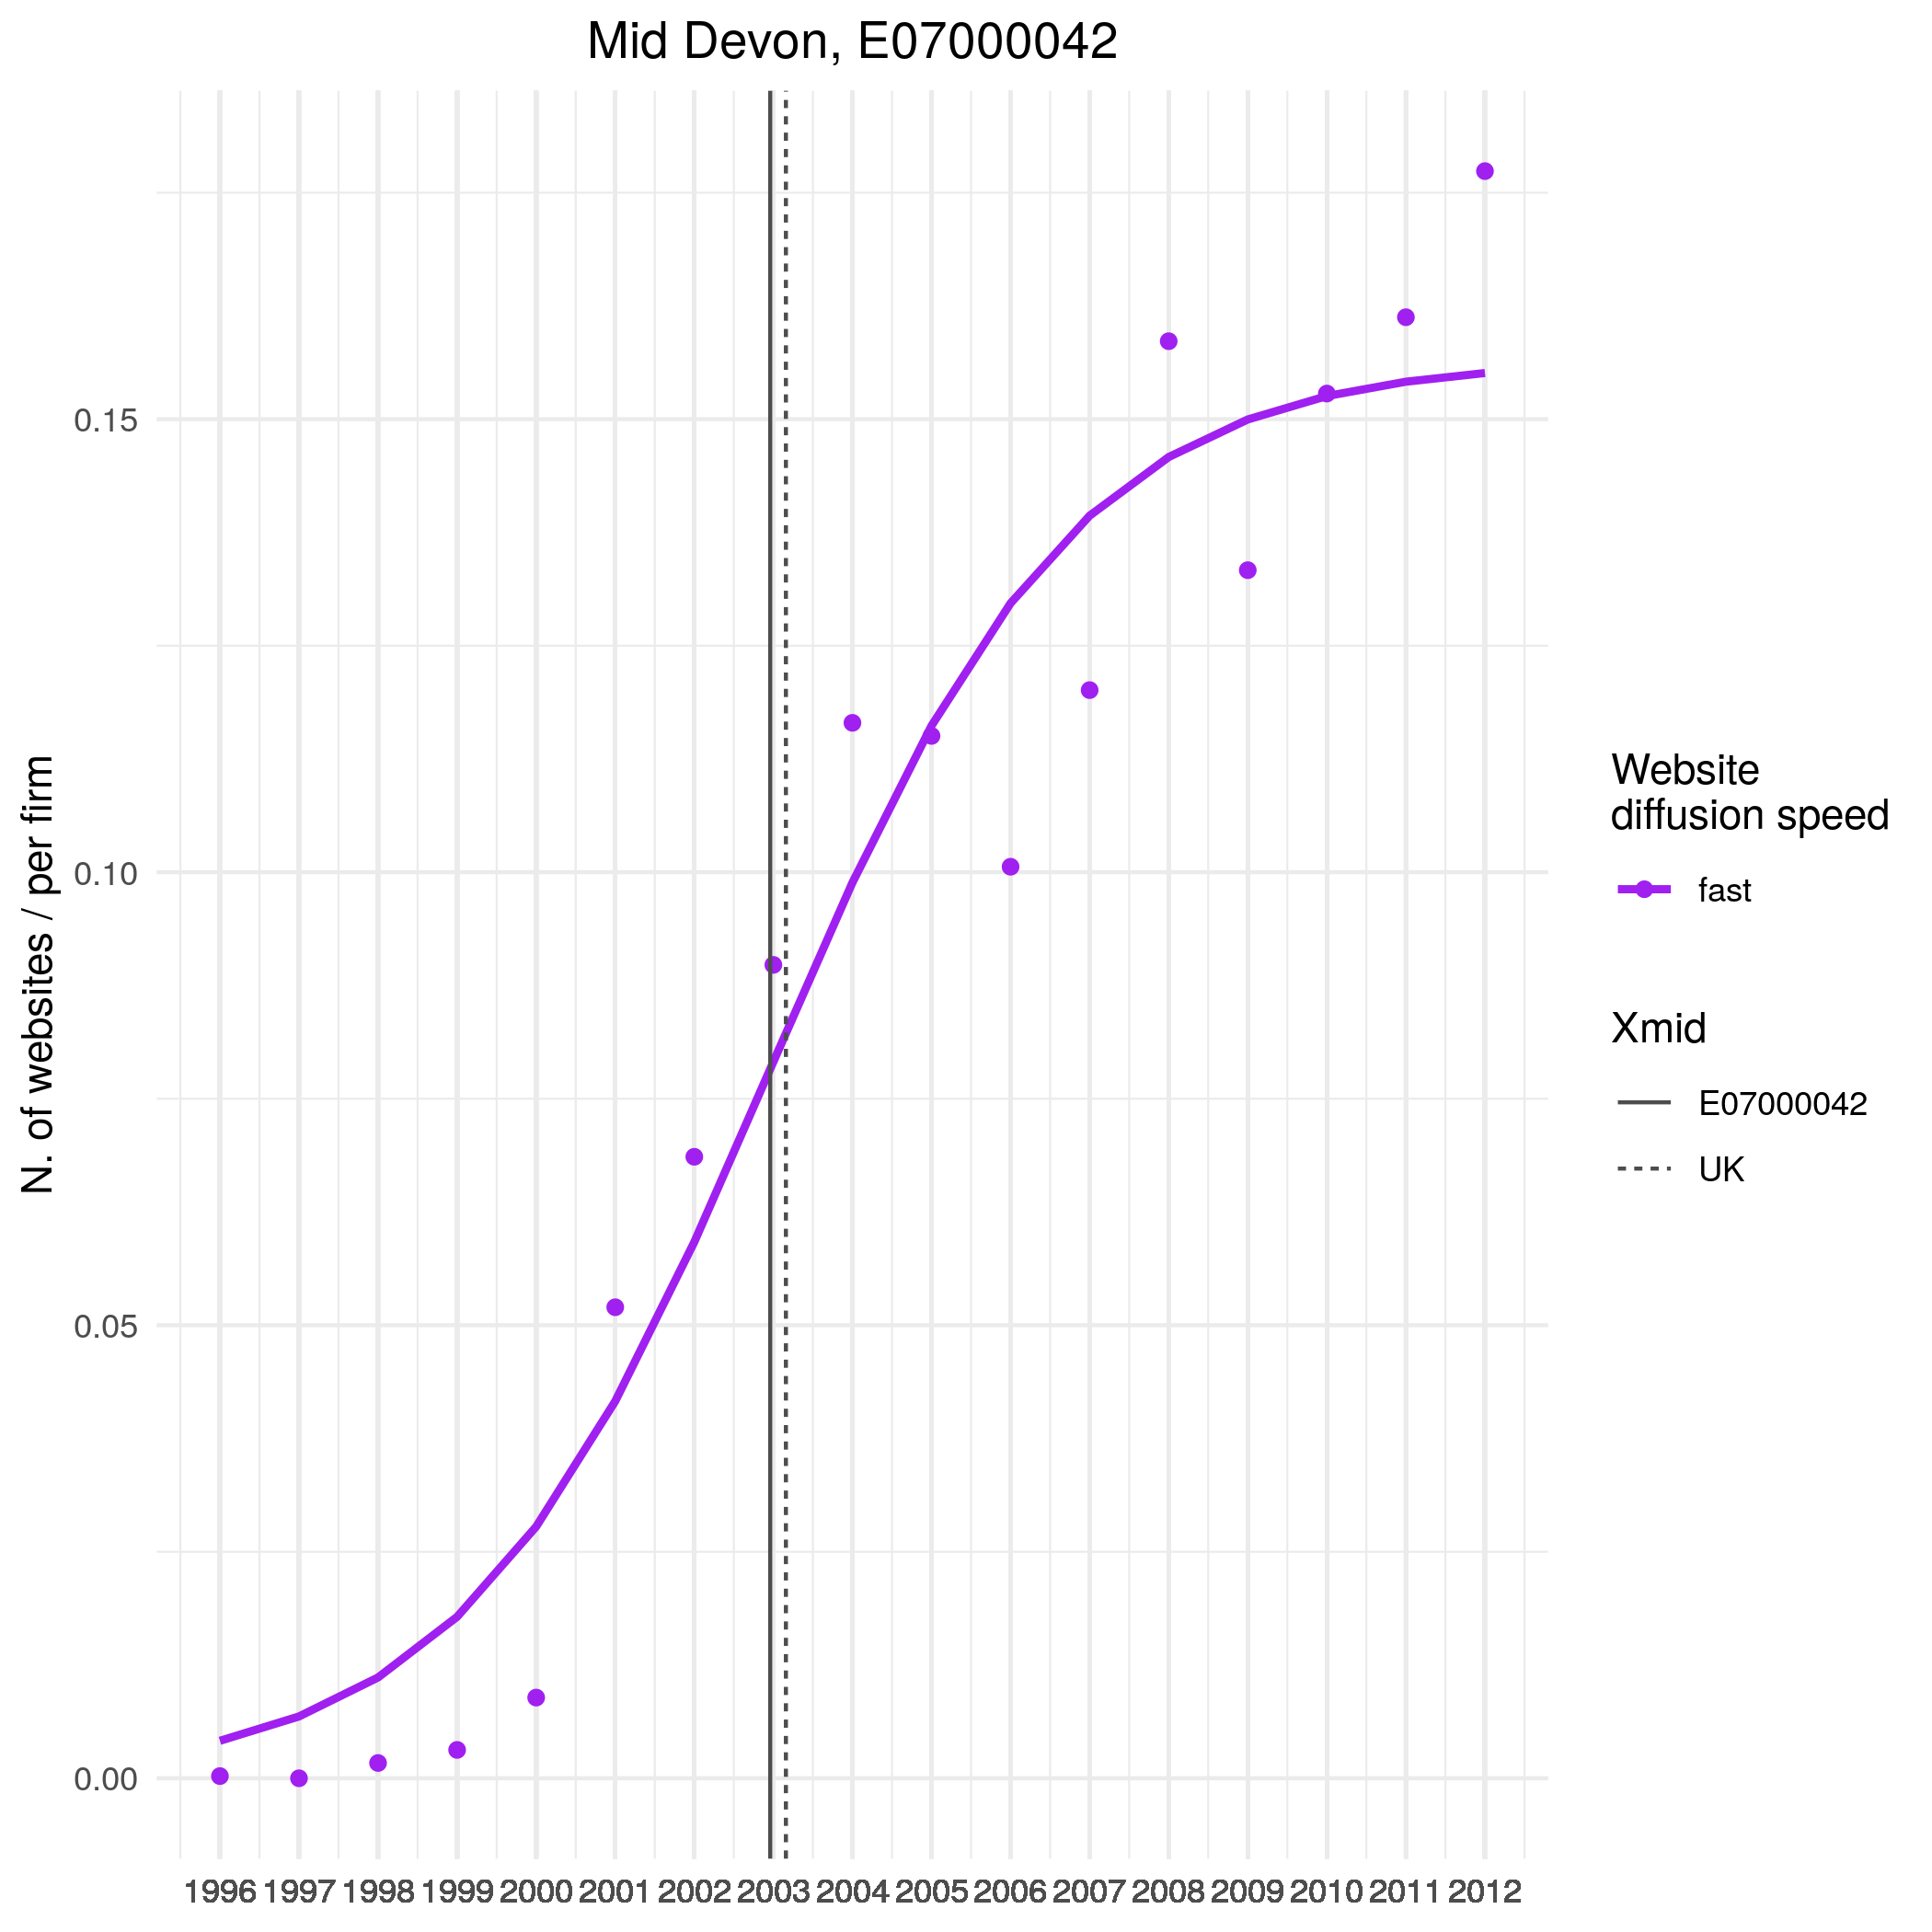 Mid Devon, E07000042
N. of websites / per firm
0.15
0.10
0.05
0.00
1996 1997 1998 1999 2000 2001 2002 2003 2004 2005 2006 2007 2008 2009 2010 2011 2012
Website
diffusion speed
fast
Xmid
E07000042
UK